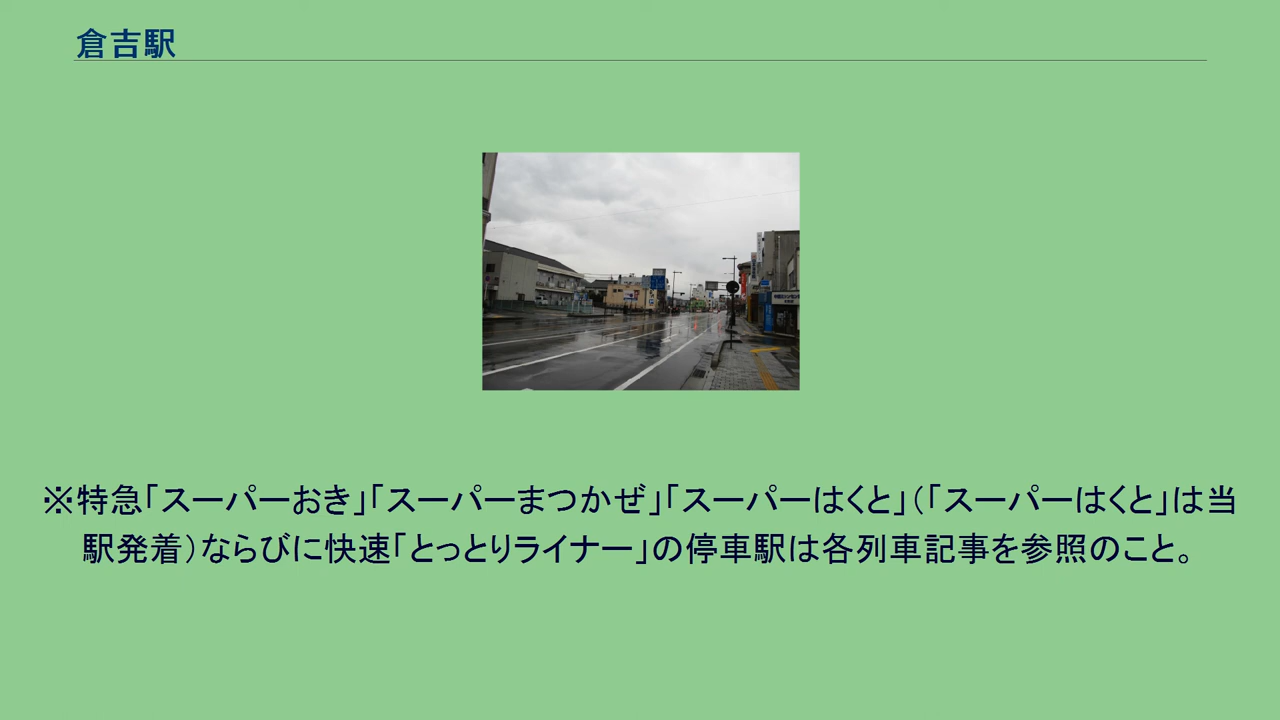 倉吉駅
※特急「スーパーおき」「スーパーまつかぜ」「スーパーはくと」(「スーパーはくと」は当
駅発着)ならびに快速「とっとりライナー」の停車駅は各列車記事を参照のこと。